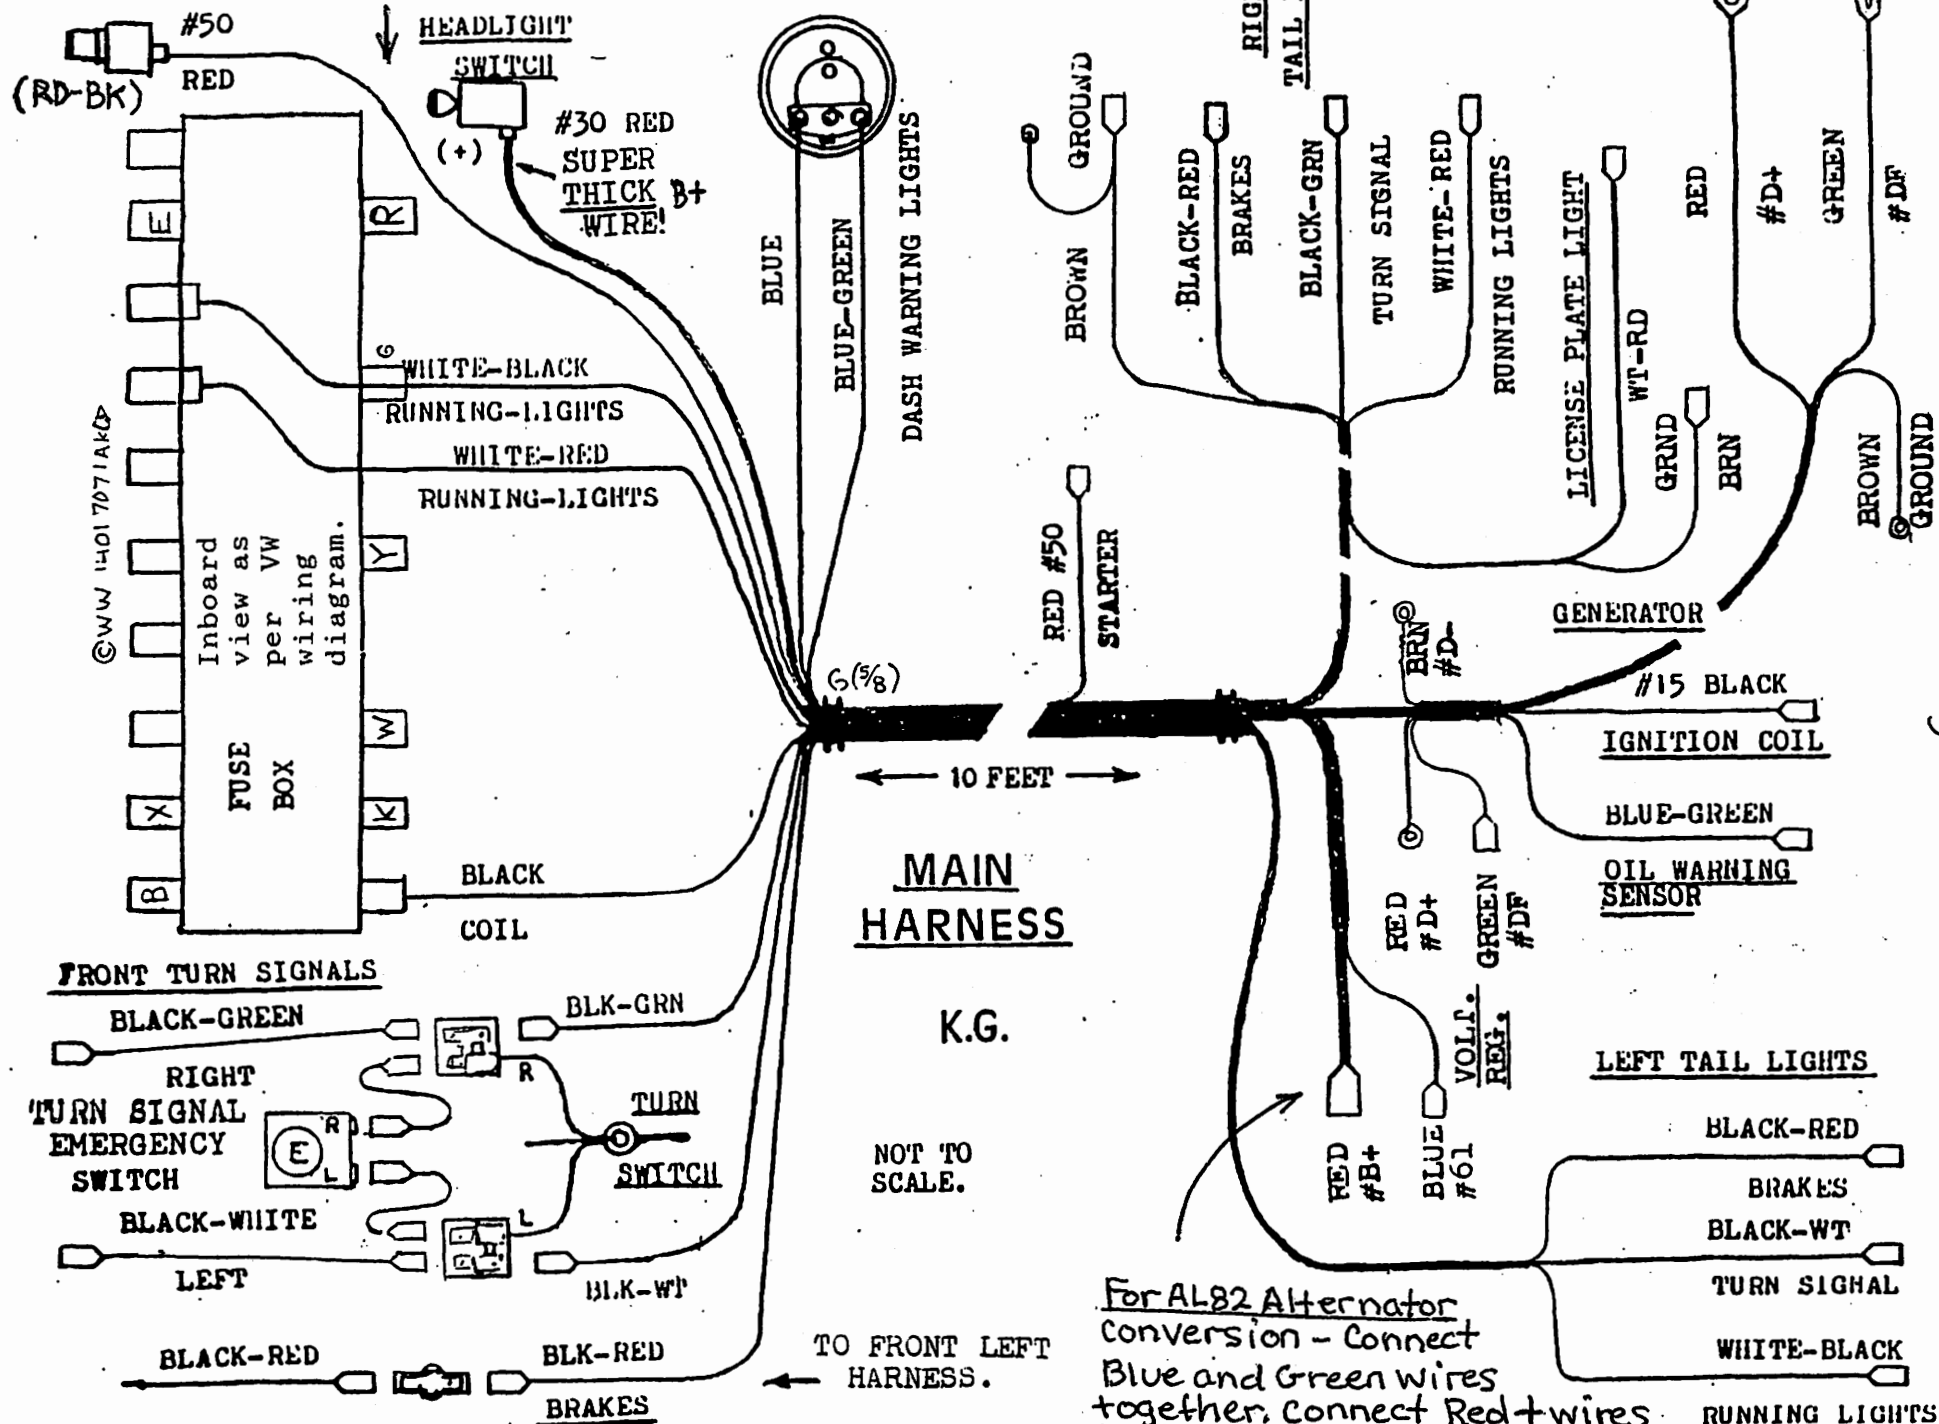 #50
RED
(RD-BK)
HEADLIGHT
SWITCH
(+)
#30 RED
SUPER
THICK B+
WIRE!
E
R
G
WHITE-BLACK
RUNNING-LIGHTS
WHITE-RED
RUNNING-LIGHTS
Y
Inboard
view as
per VW
wiring
diagram.
FUSE
BOX
W
X
K
B
BLACK
COIL
BLUE
BLUE-GREEN
DASH WARNING LIGHTS
G (5/8)
10 FEET
MAIN
HARNESS
K.G.
NOT TO
SCALE.
RED #50
STARTER
GROUND
BROWN
BLACK-RED
BRAKES
BLACK-GRN
TURN SIGNAL
WHITE-RED
RUNNING LIGHTS
LICENSE PLATE LIGHT
WT-RD
GRND
BRN
RED
#D+
GREEN
#DF
BROWN
GROUND
GENERATOR
BRN
#D-
#15 BLACK
IGNITION COIL
BLUE-GREEN
OIL WARNING
SENSOR
RED
#D+
GREEN
#DF
VOLT.
REG.
RED
#B+
BLUE
#61
FRONT TURN SIGNALS
BLACK-GREEN
RIGHT
BLK-GRN
R
TURN SIGNAL
EMERGENCY
SWITCH
E
R
L
TURN
SWITCH
BLACK-WHITE
LEFT
L
BLK-WT
BLACK-RED
BLK-RED
BRAKES
TO FRONT LEFT
HARNESS.
LEFT TAIL LIGHTS
BLACK-RED
BRAKES
BLACK-WT
TURN SIGNAL
WHITE-BLACK
RUNNING LIGHTS
For AL82 Alternator
Conversion - Connect
Blue and Green wires
together. Connect Red + wires